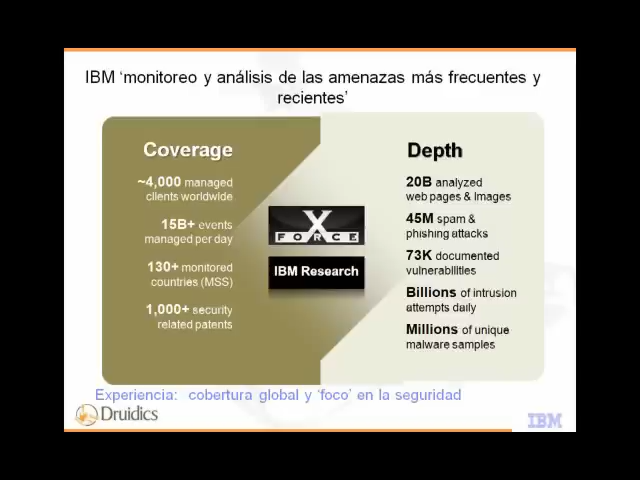 IBM ‘monitoreo y análisis de las amenazas más frecuentes y
recientes’
Coverage
~4,000 managed
clients worldwide
15B+ events
managed per day
130+ monitored
countries (MSS)
1,000+ security
related patents
X
FORCE
IBM Research
Depth
20B analyzed
web pages & Images
45M spam &
phishing attacks
73K documented
vulnerabilities
Billions of intrusion
attempts daily
Millions of unique
malware samples
Experiencia: cobertura global y ‘foco’ en la seguridad
Druidics
IBM